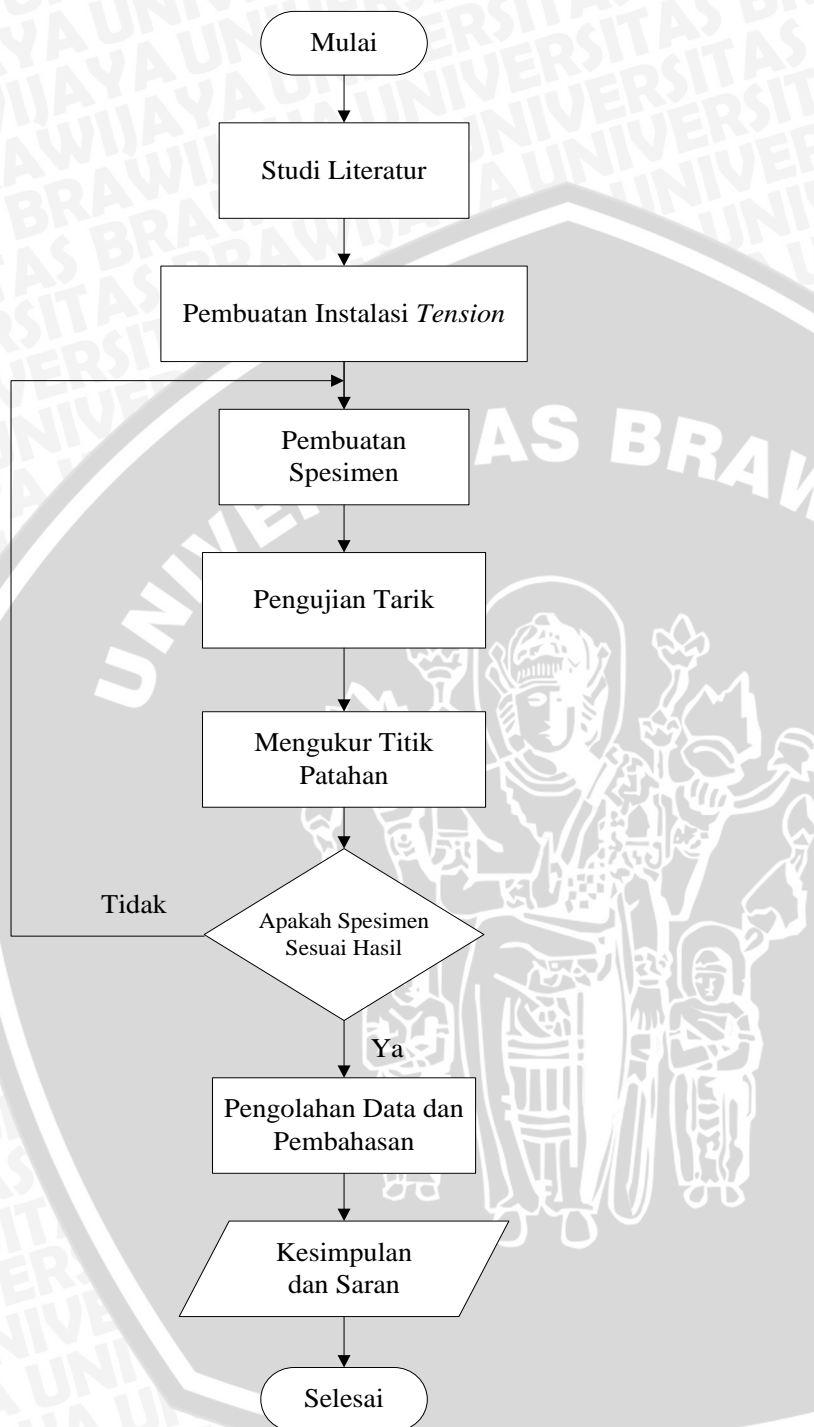 Mulai
Studi Literatur
Pembuatan Instalasi Tension
Pembuatan
Spesimen
Pengujian Tarik
Mengukur Titik
Patahan
Tidak
Apakah Spesimen
Sesuai Hasil
Ya
Pengolahan Data dan
Pembahasan
Kesimpulan
dan Saran
Selesai